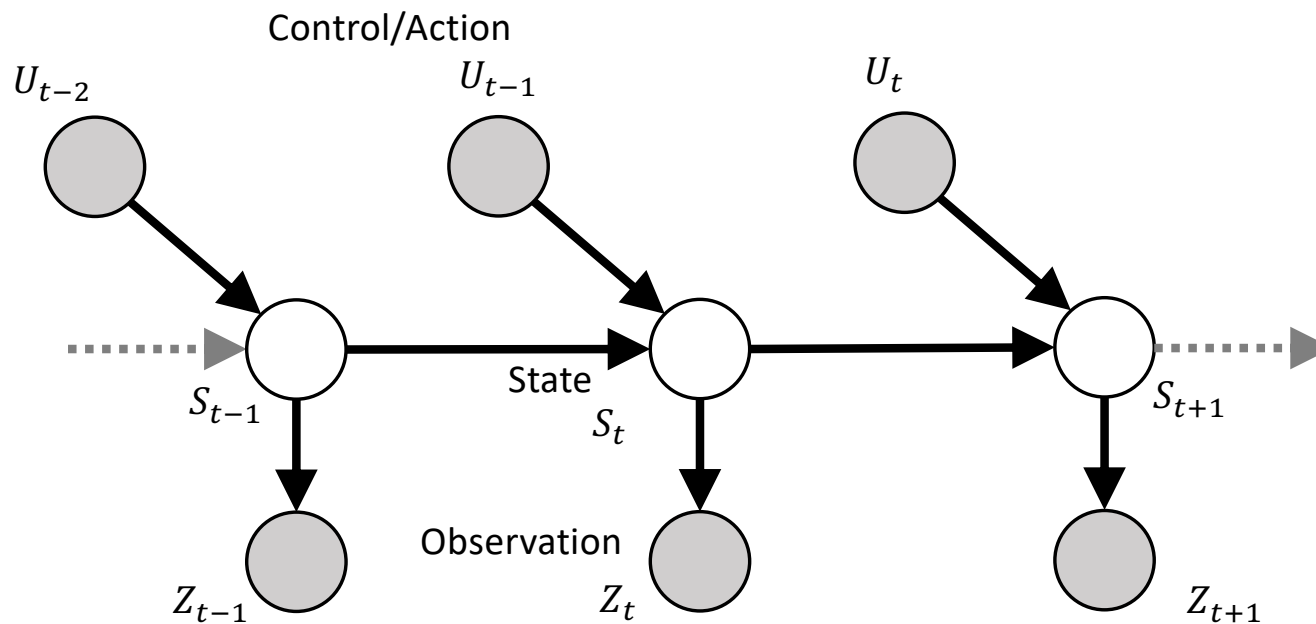 Control/Action
U_{t−2}
U_{t−1}
U_t
S_{t−1}
State
S_t
S_{t+1}
Observation
Z_{t−1}
Z_t
Z_{t+1}